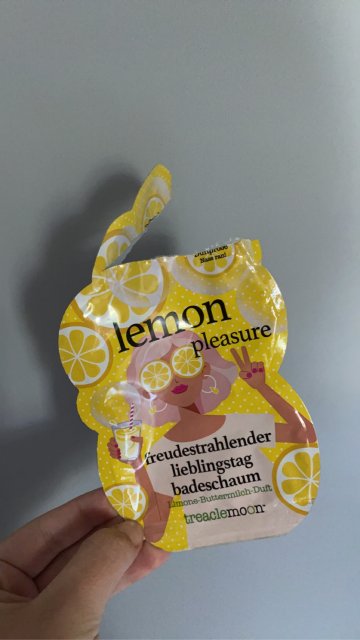 lemon
pleasure
freudestrahlender
lieblingstag
badeschaum
Limone-Buttermilch-Duft
treaclemoon